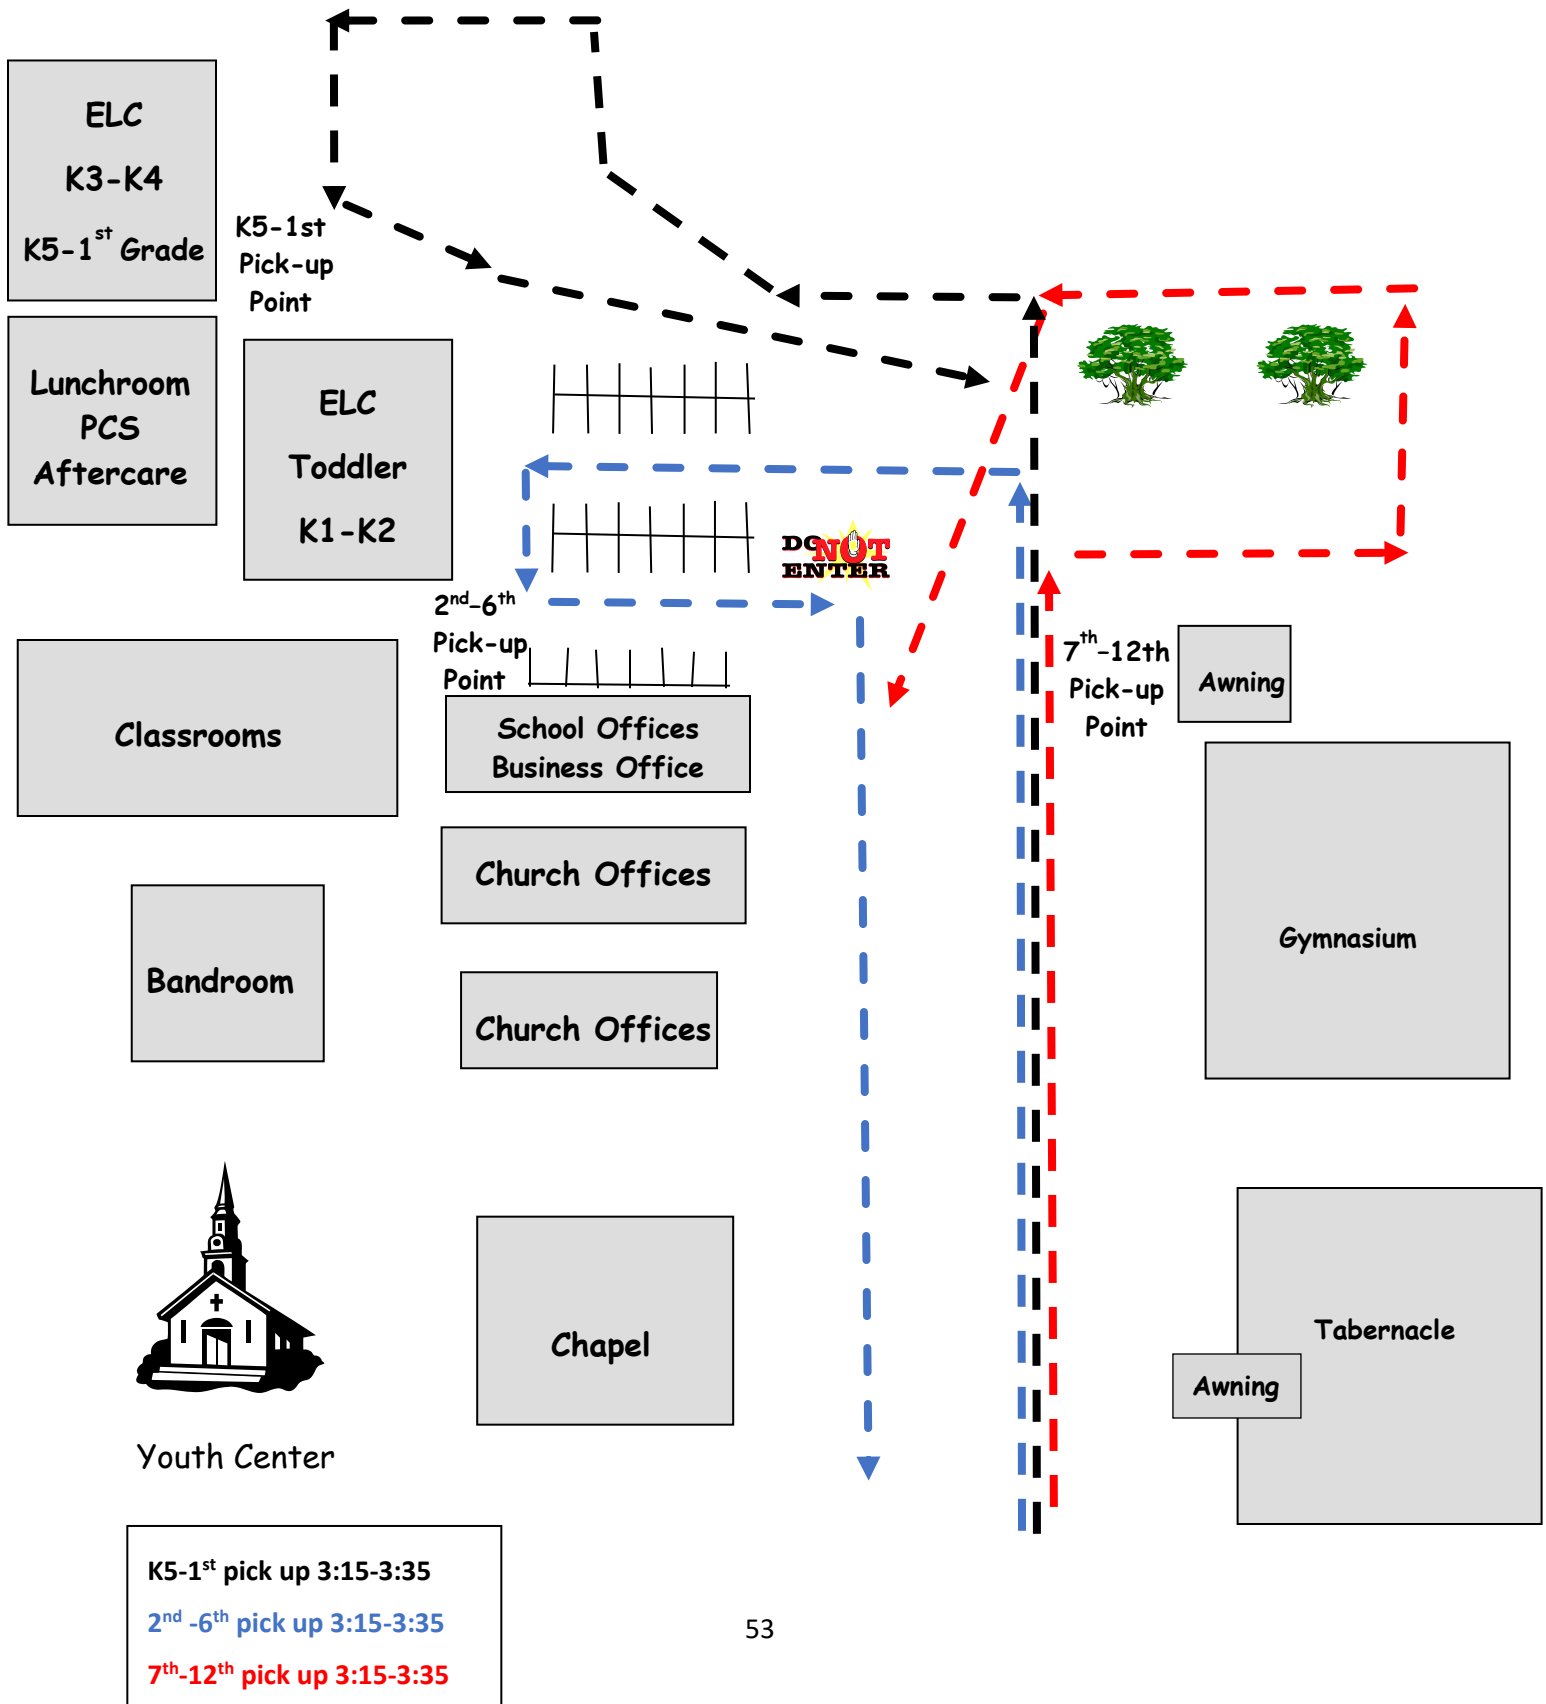 ELC
K3-K4
K5-1st Grade
K5-1st
Pick-up
Point
Lunchroom
PCS
Aftercare
ELC
Toddler
K1-K2
DO NOT
ENTER
2nd-6th
Pick-up
Point
7th-12th
Pick-up
Point
Awning
Classrooms
School Offices
Business Office
Church Offices
Gymnasium
Bandroom
Church Offices
Chapel
Tabernacle
Awning
Youth Center
K5-1st pick up 3:15-3:35
2nd -6th pick up 3:15-3:35
7th-12th pick up 3:15-3:35
53